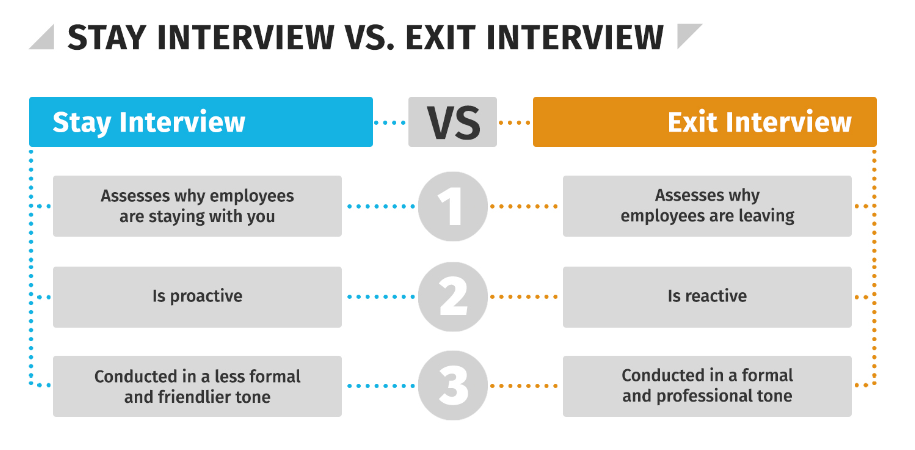 STAY INTERVIEW VS. EXIT INTERVIEW
Stay Interview
VS
Exit Interview
Assesses why employees
are staying with you
1
Assesses why
employees are leaving
Is proactive
2
Is reactive
Conducted in a less formal
and friendlier tone
3
Conducted in a formal
and professional tone